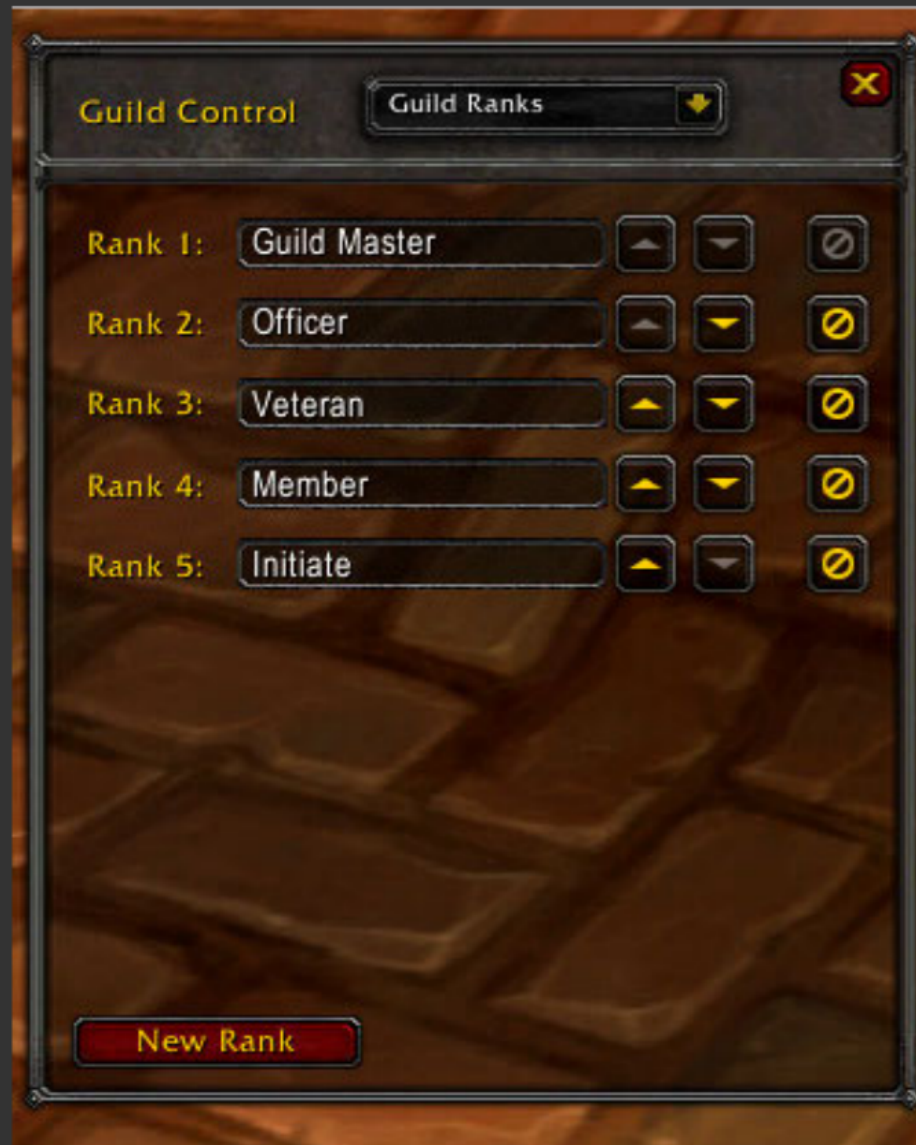 Guild Control
Guild Ranks
Rank 1: Guild Master
Rank 2: Officer
Rank 3: Veteran
Rank 4: Member
Rank 5: Initiate
New Rank